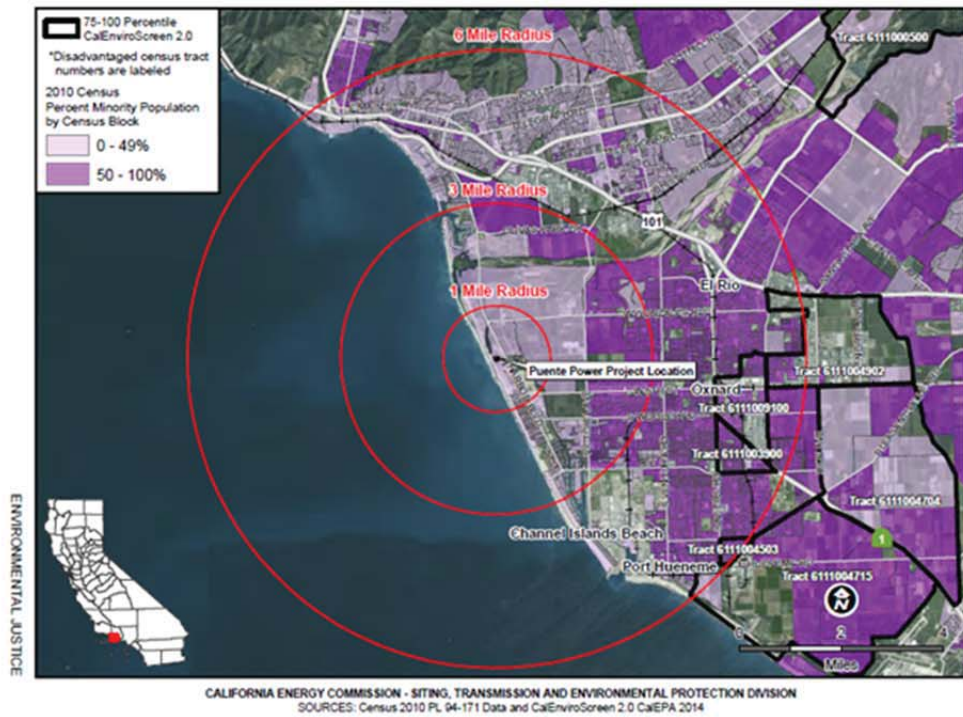 75-100 Percentile
CalEnviroScreen 2.0
*Disadvantaged census tract
numbers are labeled
2010 Census
Percent Minority Population
by Census Block
0 - 49%
50 - 100%
6 Mile Radius
Tract 6111000500
3 Mile Radius
101
1 Mile Radius
El Rio
Puente Power Project Location
Tract 6111004902
Oxnard
Tract 6111009100
Tract 6111003900
Tract 6111004704
1
Channel Islands Beach
Tract 6111004503
Port Hueneme
Tract 6111004715
N
0 2 4
Miles
ENVIRONMENTAL JUSTICE
CALIFORNIA ENERGY COMMISSION - SITING, TRANSMISSION AND ENVIRONMENTAL PROTECTION DIVISION
SOURCES: Census 2010 PL 94-171 Data and CalEnviroScreen 2.0 CalEPA 2014